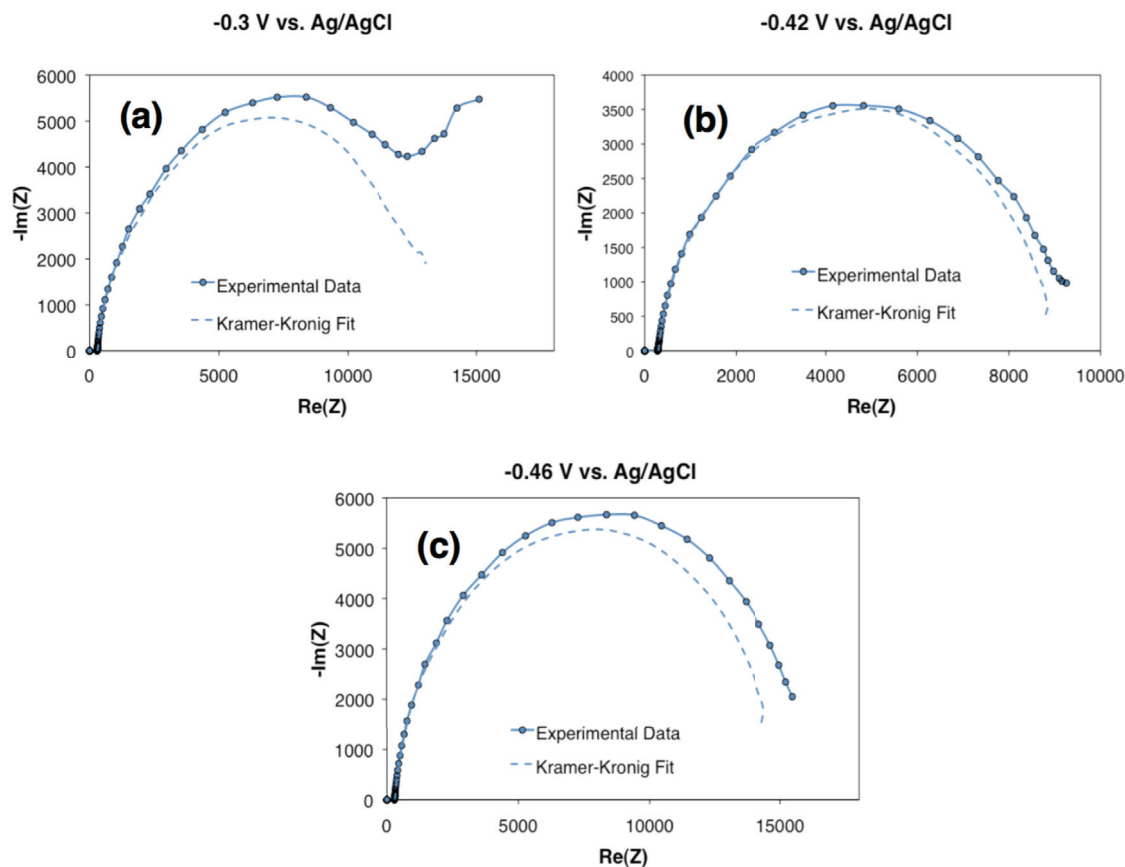 -0.3 V vs. Ag/AgCl
6000
5000
4000
3000
2000
1000
0
-Im(Z)
(a)
Experimental Data
Kramer-Kronig Fit
0
5000
10000
15000
Re(Z)
-0.42 V vs. Ag/AgCl
4000
3500
3000
2500
2000
1500
1000
500
0
-Im(Z)
(b)
Experimental Data
Kramer-Kronig Fit
0
2000
4000
6000
8000
10000
Re(Z)
-0.46 V vs. Ag/AgCl
6000
5000
4000
3000
2000
1000
0
-Im(Z)
(c)
Experimental Data
Kramer-Kronig Fit
0
5000
10000
15000
Re(Z)